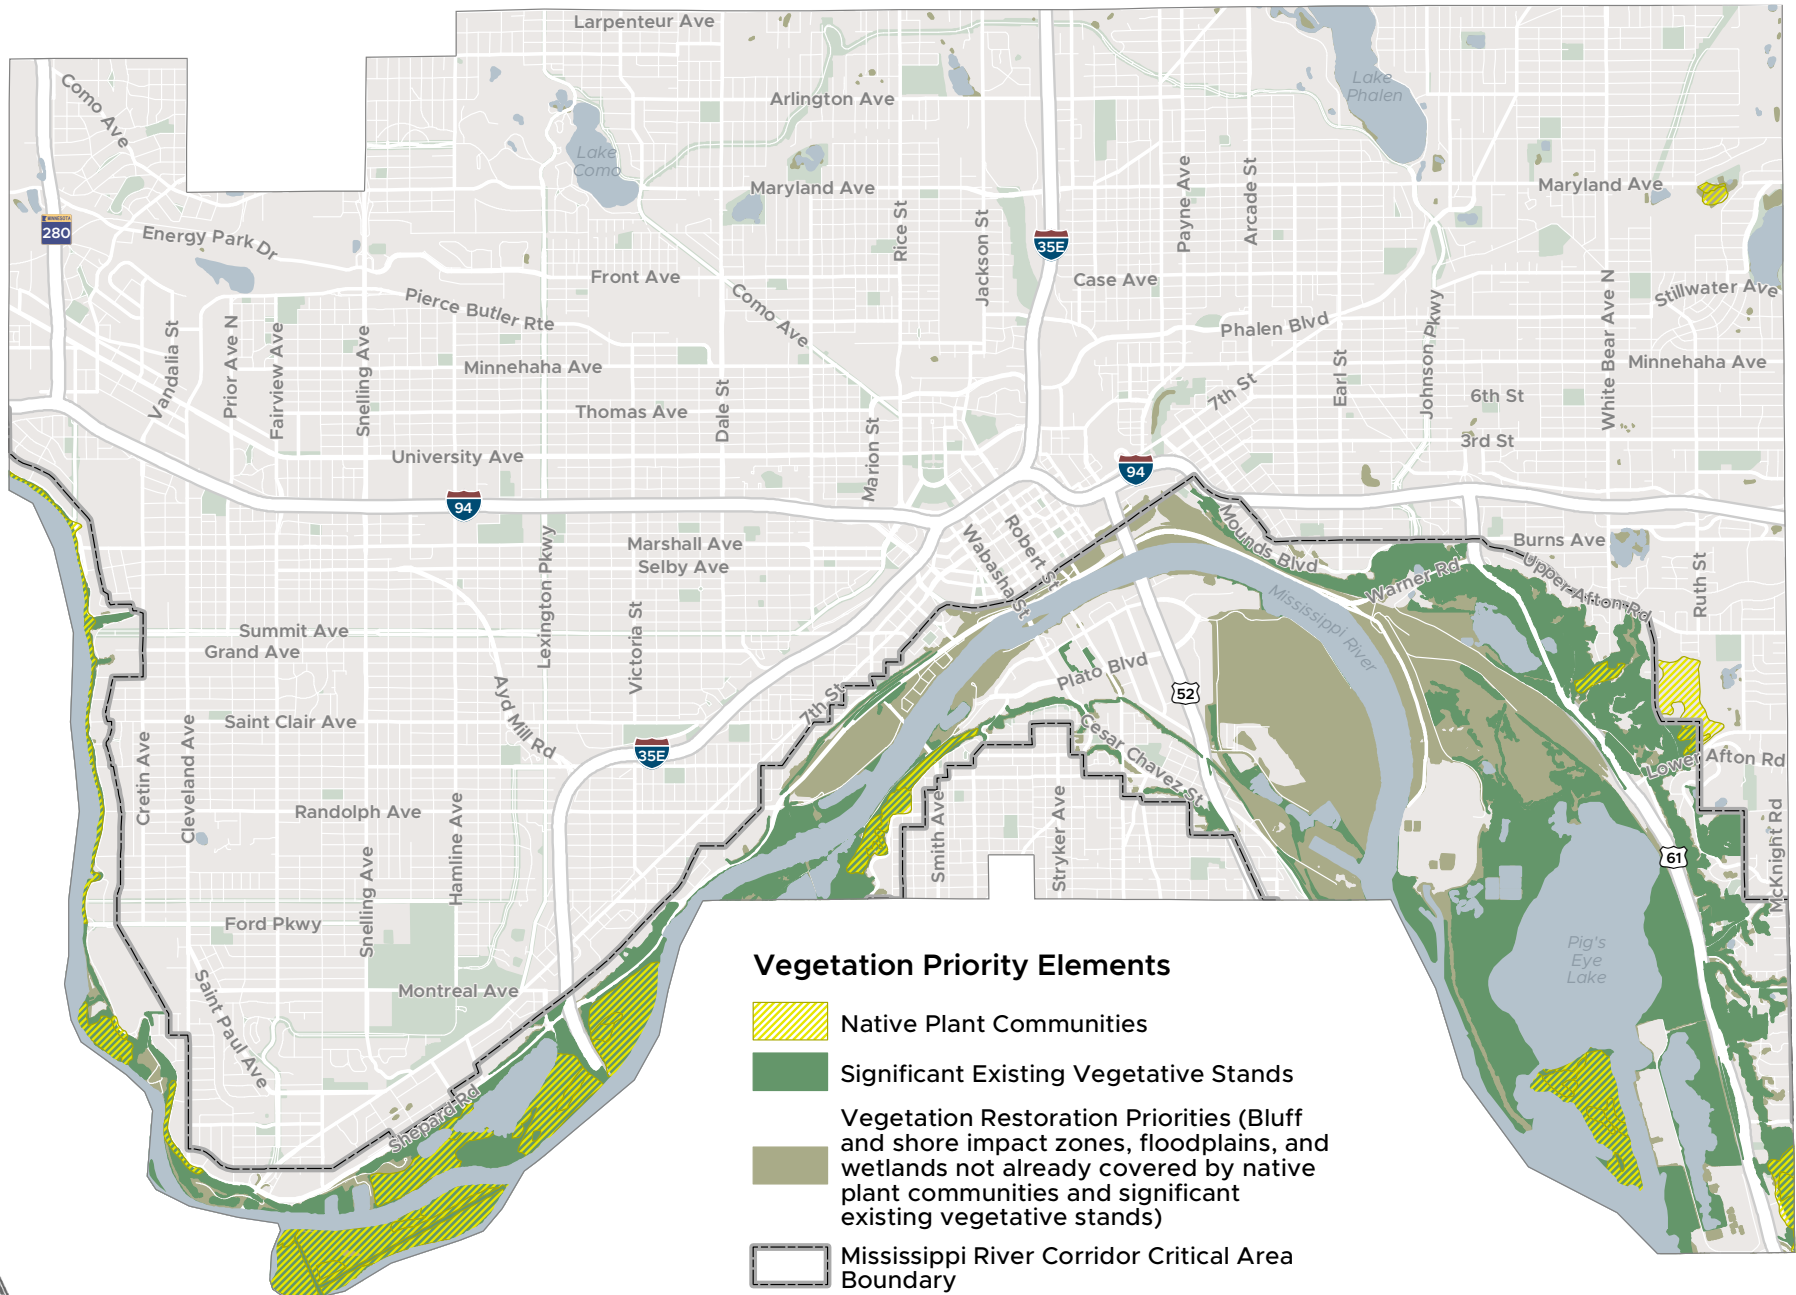 Larpenteur Ave
Como Ave
Arlington Ave
Lake
Phalen
Lake
Como
Maryland Ave
Maryland Ave
MINNESOTA
280
Energy Park Dr
Rice St
Jackson St
35E
Payne Ave
Arcade St
Front Ave
Case Ave
Pierce Butler Rte
Como Ave
Stillwater Ave
Phalen Blvd
Johnson Pkwy
White Bear Ave N
Vandalia St
Prior Ave N
Fairview Ave
Snelling Ave
Minnehaha Ave
Minnehaha Ave
Dale St
Thomas Ave
7th St
Earl St
6th St
Marion St
3rd St
University Ave
94
94
Lexington Pkwy
Marshall Ave
Selby Ave
Robert St
Wabasha St
Mounds Blvd
Burns Ave
Upper Afton Rd
Ruth St
Warner Rd
Mississippi River
Summit Ave
Grand Ave
Victoria St
Plato Blvd
52
Ayd Mill Rd
7th St
Saint Clair Ave
Cretin Ave
Cleveland Ave
35E
Cesar Chavez St
Lower Afton Rd
Randolph Ave
Hamline Ave
Smith Ave
Stryker Ave
McKnight Rd
61
Snelling Ave
Ford Pkwy
Pig's
Eye
Lake
Saint Paul Ave
Montreal Ave
Shepard Rd
Vegetation Priority Elements
Native Plant Communities
Significant Existing Vegetative Stands
Vegetation Restoration Priorities (Bluff
and shore impact zones, floodplains, and
wetlands not already covered by native
plant communities and significant
existing vegetative stands)
Mississippi River Corridor Critical Area
Boundary